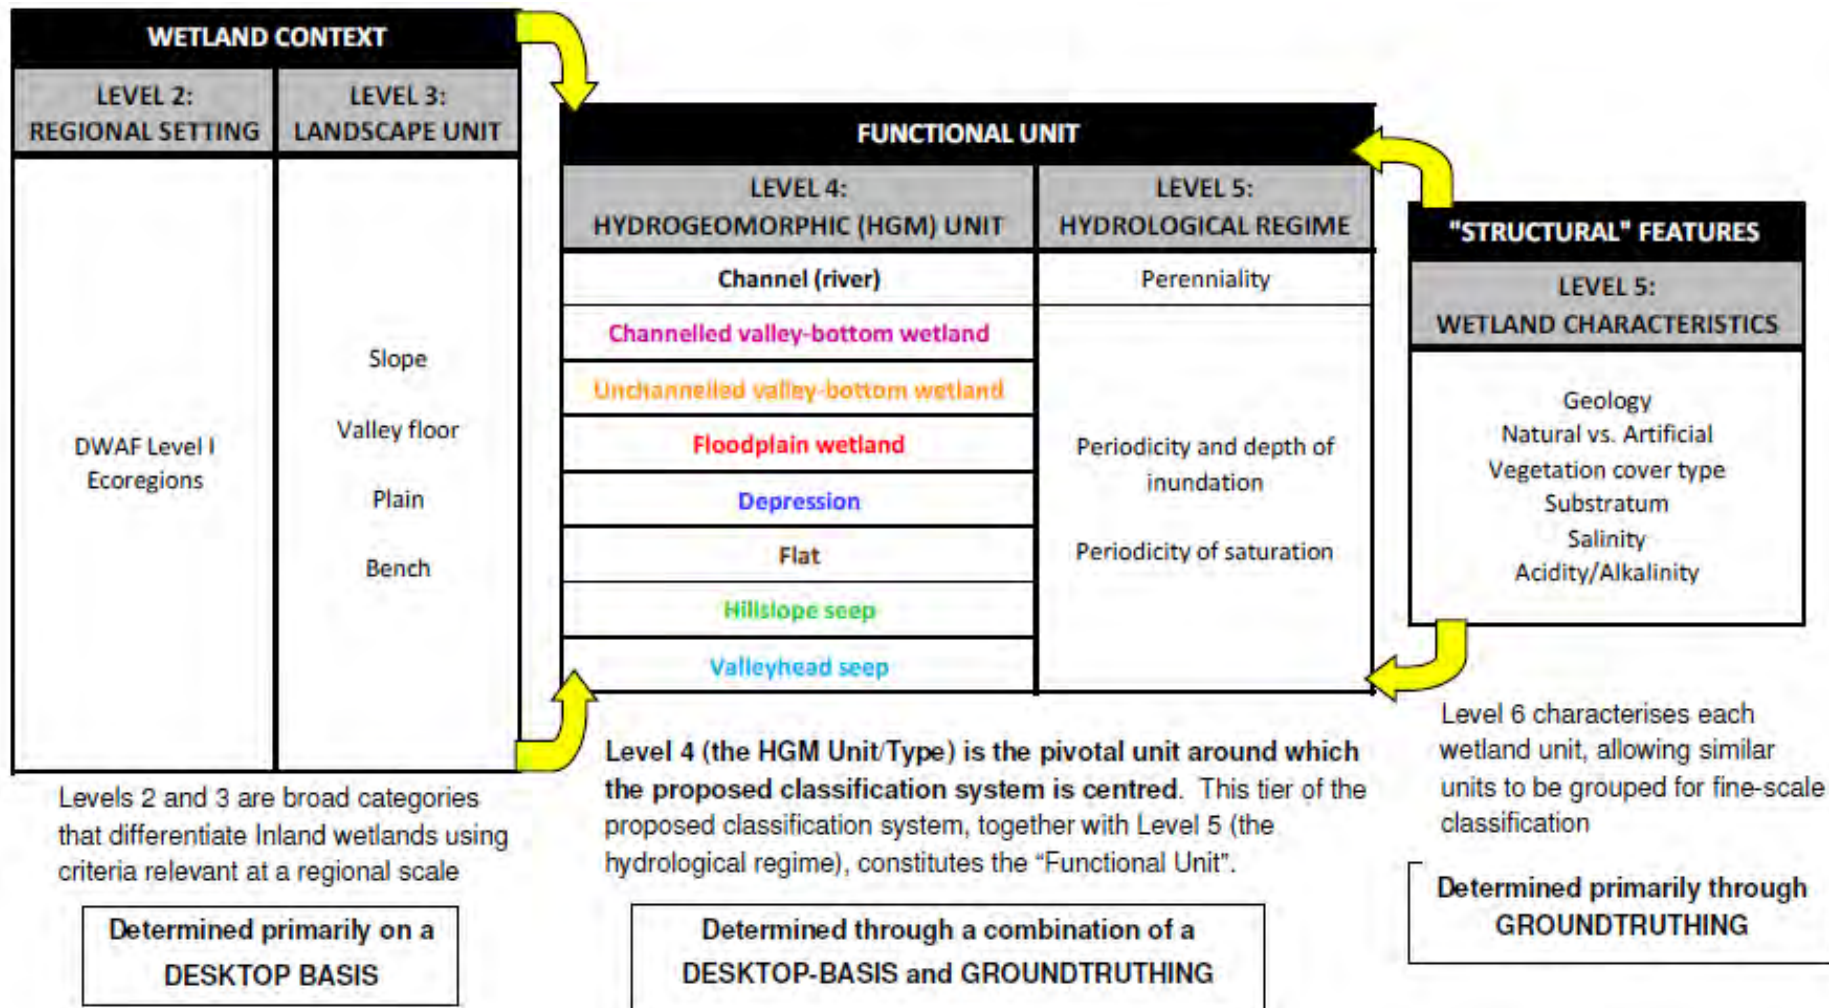 WETLAND CONTEXT
LEVEL 2:
REGIONAL SETTING
LEVEL 3:
LANDSCAPE UNIT
DWAF Level I
Ecoregions
Slope
Valley floor
Plain
Bench
Levels 2 and 3 are broad categories
that differentiate Inland wetlands using
criteria relevant at a regional scale
Determined primarily on a
DESKTOP BASIS
FUNCTIONAL UNIT
LEVEL 4:
HYDROGEOMORPHIC (HGM) UNIT
LEVEL 5:
HYDROLOGICAL REGIME
Channel (river)
Perenniality
Channelled valley-bottom wetland
Unchannelled valley-bottom wetland
Floodplain wetland
Depression
Flat
Hillslope seep
Valleyhead seep
Periodicity and depth of
inundation
Periodicity of saturation
Level 4 (the HGM Unit/Type) is the pivotal unit around which
the proposed classification system is centred. This tier of the
proposed classification system, together with Level 5 (the
hydrological regime), constitutes the “Functional Unit”.
Determined through a combination of a
DESKTOP-BASIS and GROUNDTRUTHING
"STRUCTURAL" FEATURES
LEVEL 5:
WETLAND CHARACTERISTICS
Geology
Natural vs. Artificial
Vegetation cover type
Substratum
Salinity
Acidity/Alkalinity
Level 6 characterises each
wetland unit, allowing similar
units to be grouped for fine-scale
classification
Determined primarily through
GROUNDTRUTHING